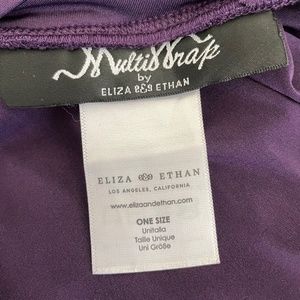 MultiWrap
by
ELIZA & ETHAN
ELIZA & ETHAN
LOS ANGELES, CALIFORNIA
www.elizaandethan.com
ONE SIZE
Unitalla
Taille Unique
Uni Größe